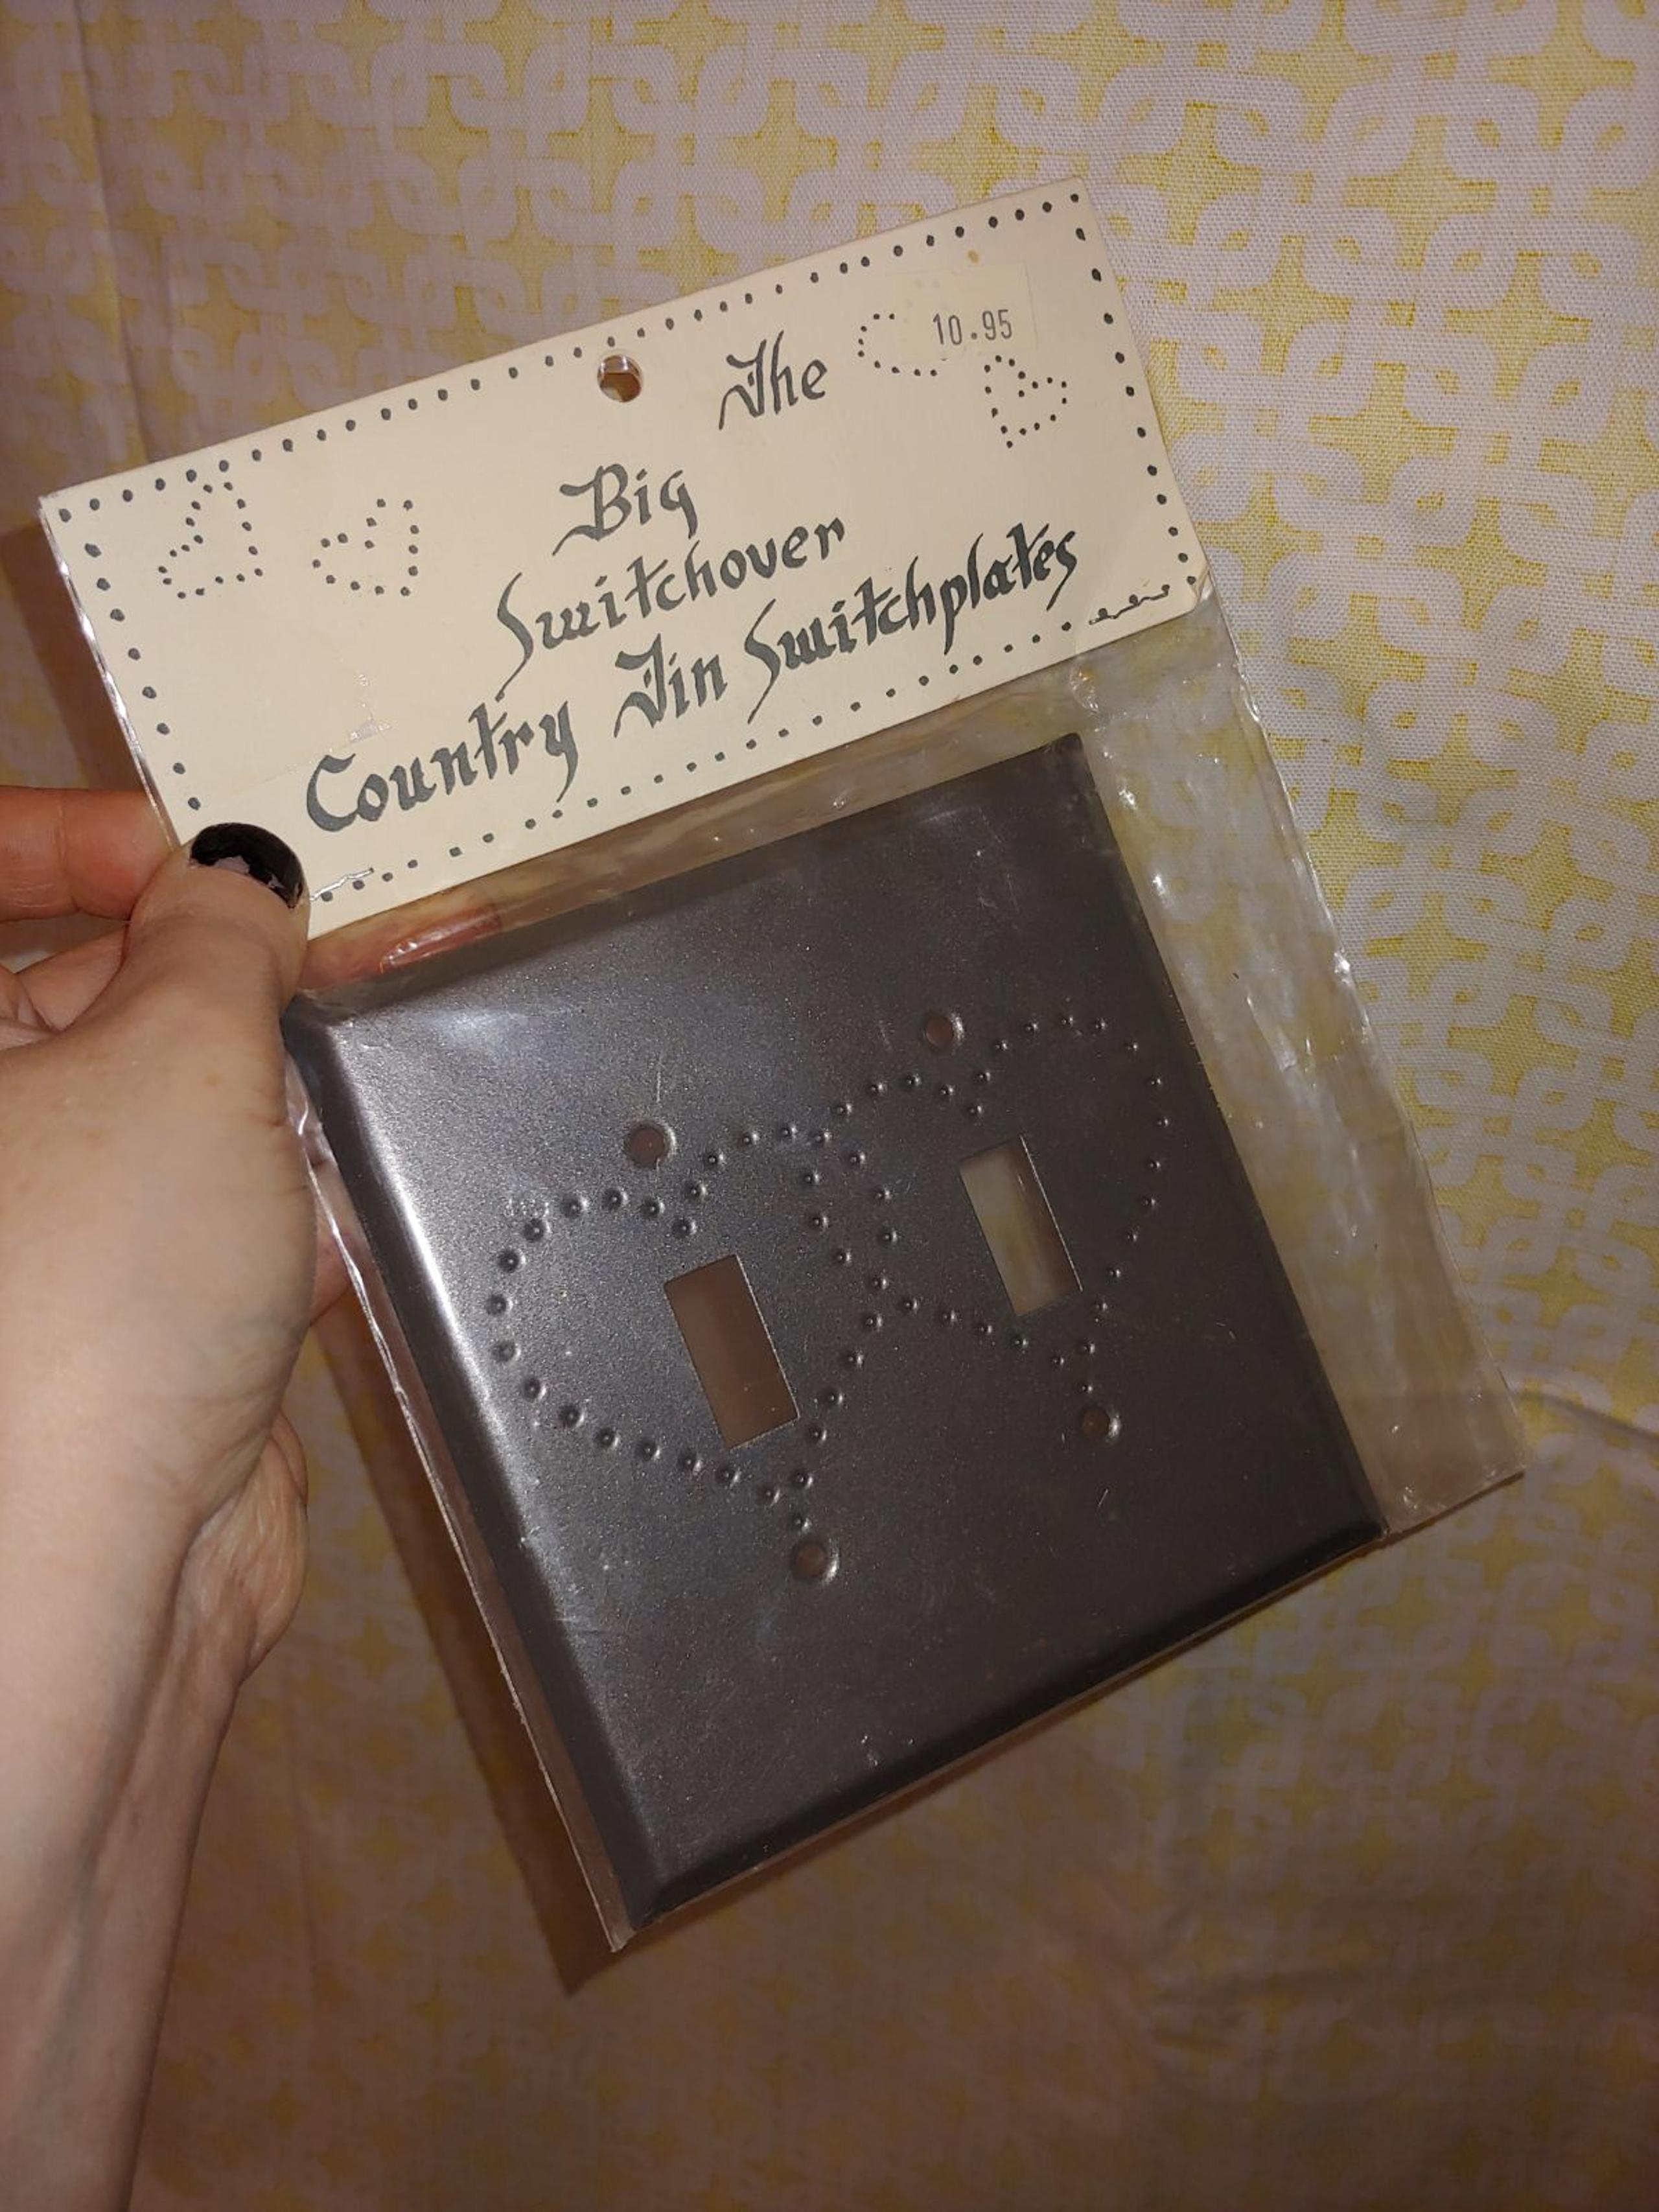 10.95
The
Big
Switchover
Country Tin Switchplates